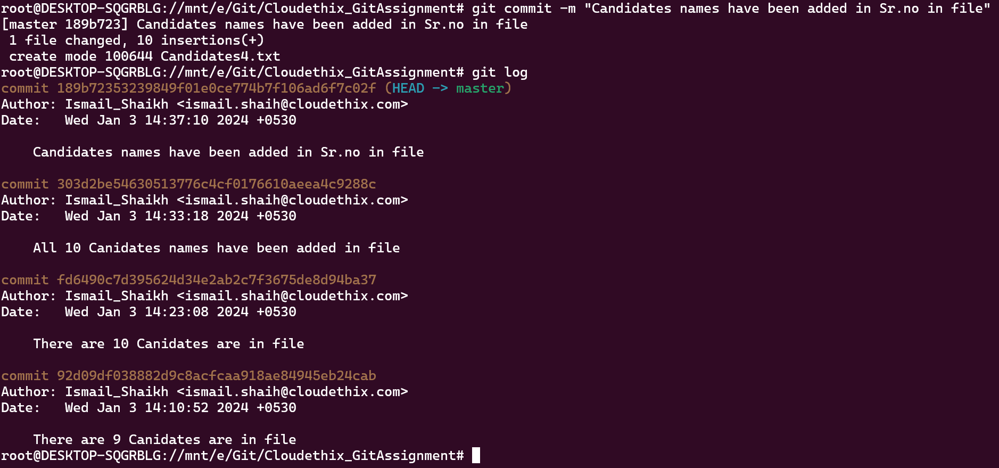 root@DESKTOP-SQGRBLG://mnt/e/Git/Cloudethix_GitAssignment# git commit -m "Candidates names have been added in Sr.no in file"
[master 189b723] Candidates names have been added in Sr.no in file
 1 file changed, 10 insertions(+)
 create mode 100644 Candidates4.txt
root@DESKTOP-SQGRBLG://mnt/e/Git/Cloudethix_GitAssignment# git log
commit 189b72353239849f01e0ce774b7f106ad6f7c02f (HEAD -> master)
Author: Ismail_Shaikh <ismail.shaih@cloudethix.com>
Date:   Wed Jan 3 14:37:10 2024 +0530

    Candidates names have been added in Sr.no in file

commit 303d2be54630513776c4cf0176610aeea4c9288c
Author: Ismail_Shaikh <ismail.shaih@cloudethix.com>
Date:   Wed Jan 3 14:33:18 2024 +0530

    All 10 Canidates names have been added in file

commit fd6490c7d395624d34e2ab2c7f3675de8d94ba37
Author: Ismail_Shaikh <ismail.shaih@cloudethix.com>
Date:   Wed Jan 3 14:23:08 2024 +0530

    There are 10 Canidates are in file

commit 92d09df038882d9c8acfcaa918ae84945eb24cab
Author: Ismail_Shaikh <ismail.shaih@cloudethix.com>
Date:   Wed Jan 3 14:10:52 2024 +0530

    There are 9 Canidates are in file
root@DESKTOP-SQGRBLG://mnt/e/Git/Cloudethix_GitAssignment#